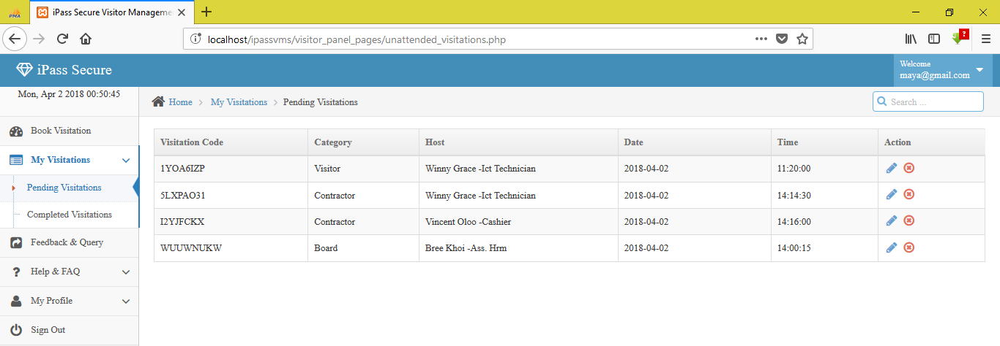 PMA
iPass Secure Visitor Manageme
localhost/ipassvms/visitor_panel_pages/unattended_visitations.php
?
iPass Secure
Welcome
maya@gmail.com
Mon, Apr 2 2018 00:50:45
Home My Visitations Pending Visitations
Search ...
Book Visitation
My Visitations
Pending Visitations
Completed Visitations
Feedback & Query
? Help & FAQ
My Profile
Sign Out
Visitation Code Category Host Date Time Action
1YOA6IZP Visitor Winny Grace -Ict Technician 2018-04-02 11:20:00
5LXPAO31 Contractor Winny Grace -Ict Technician 2018-04-02 14:14:30
I2YJFCKX Contractor Vincent Oloo -Cashier 2018-04-02 14:16:00
WUUWNUKW Board Bree Khoi -Ass. Hrm 2018-04-02 14:00:15